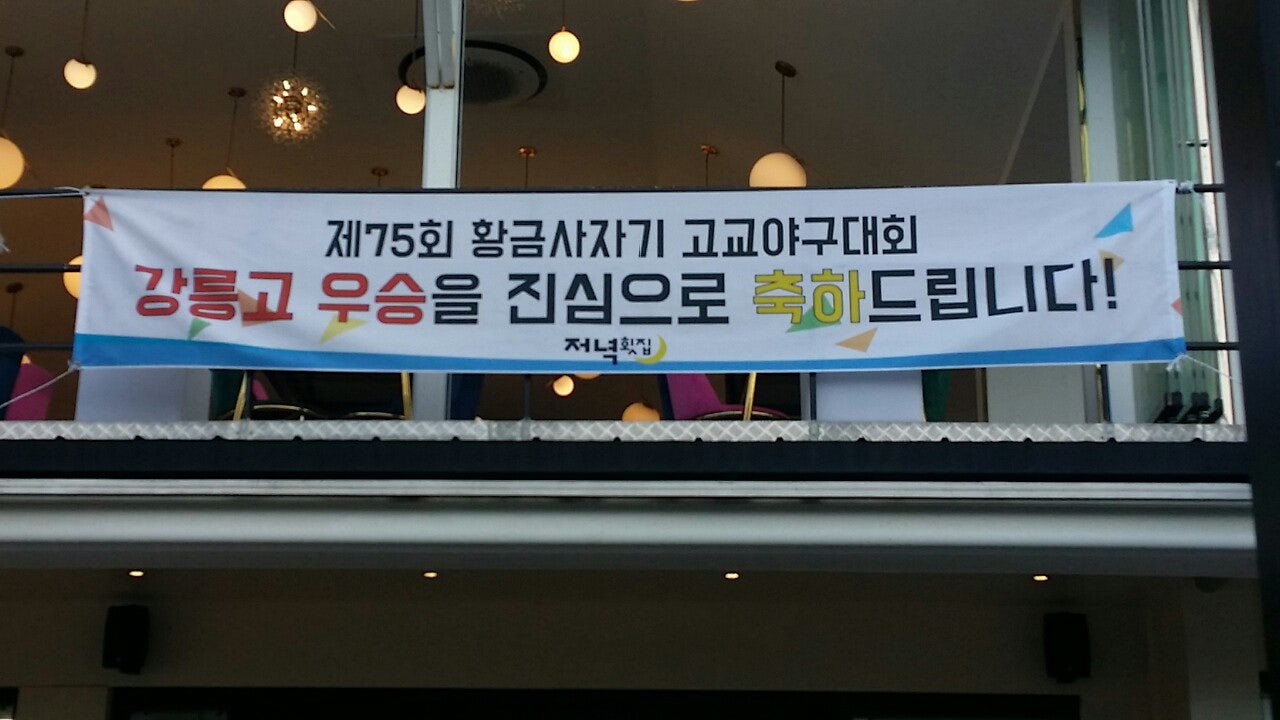 제75회 황금사자기 고교야구대회
강릉고 우승을 진심으로 축하드립니다!
저녁횟집